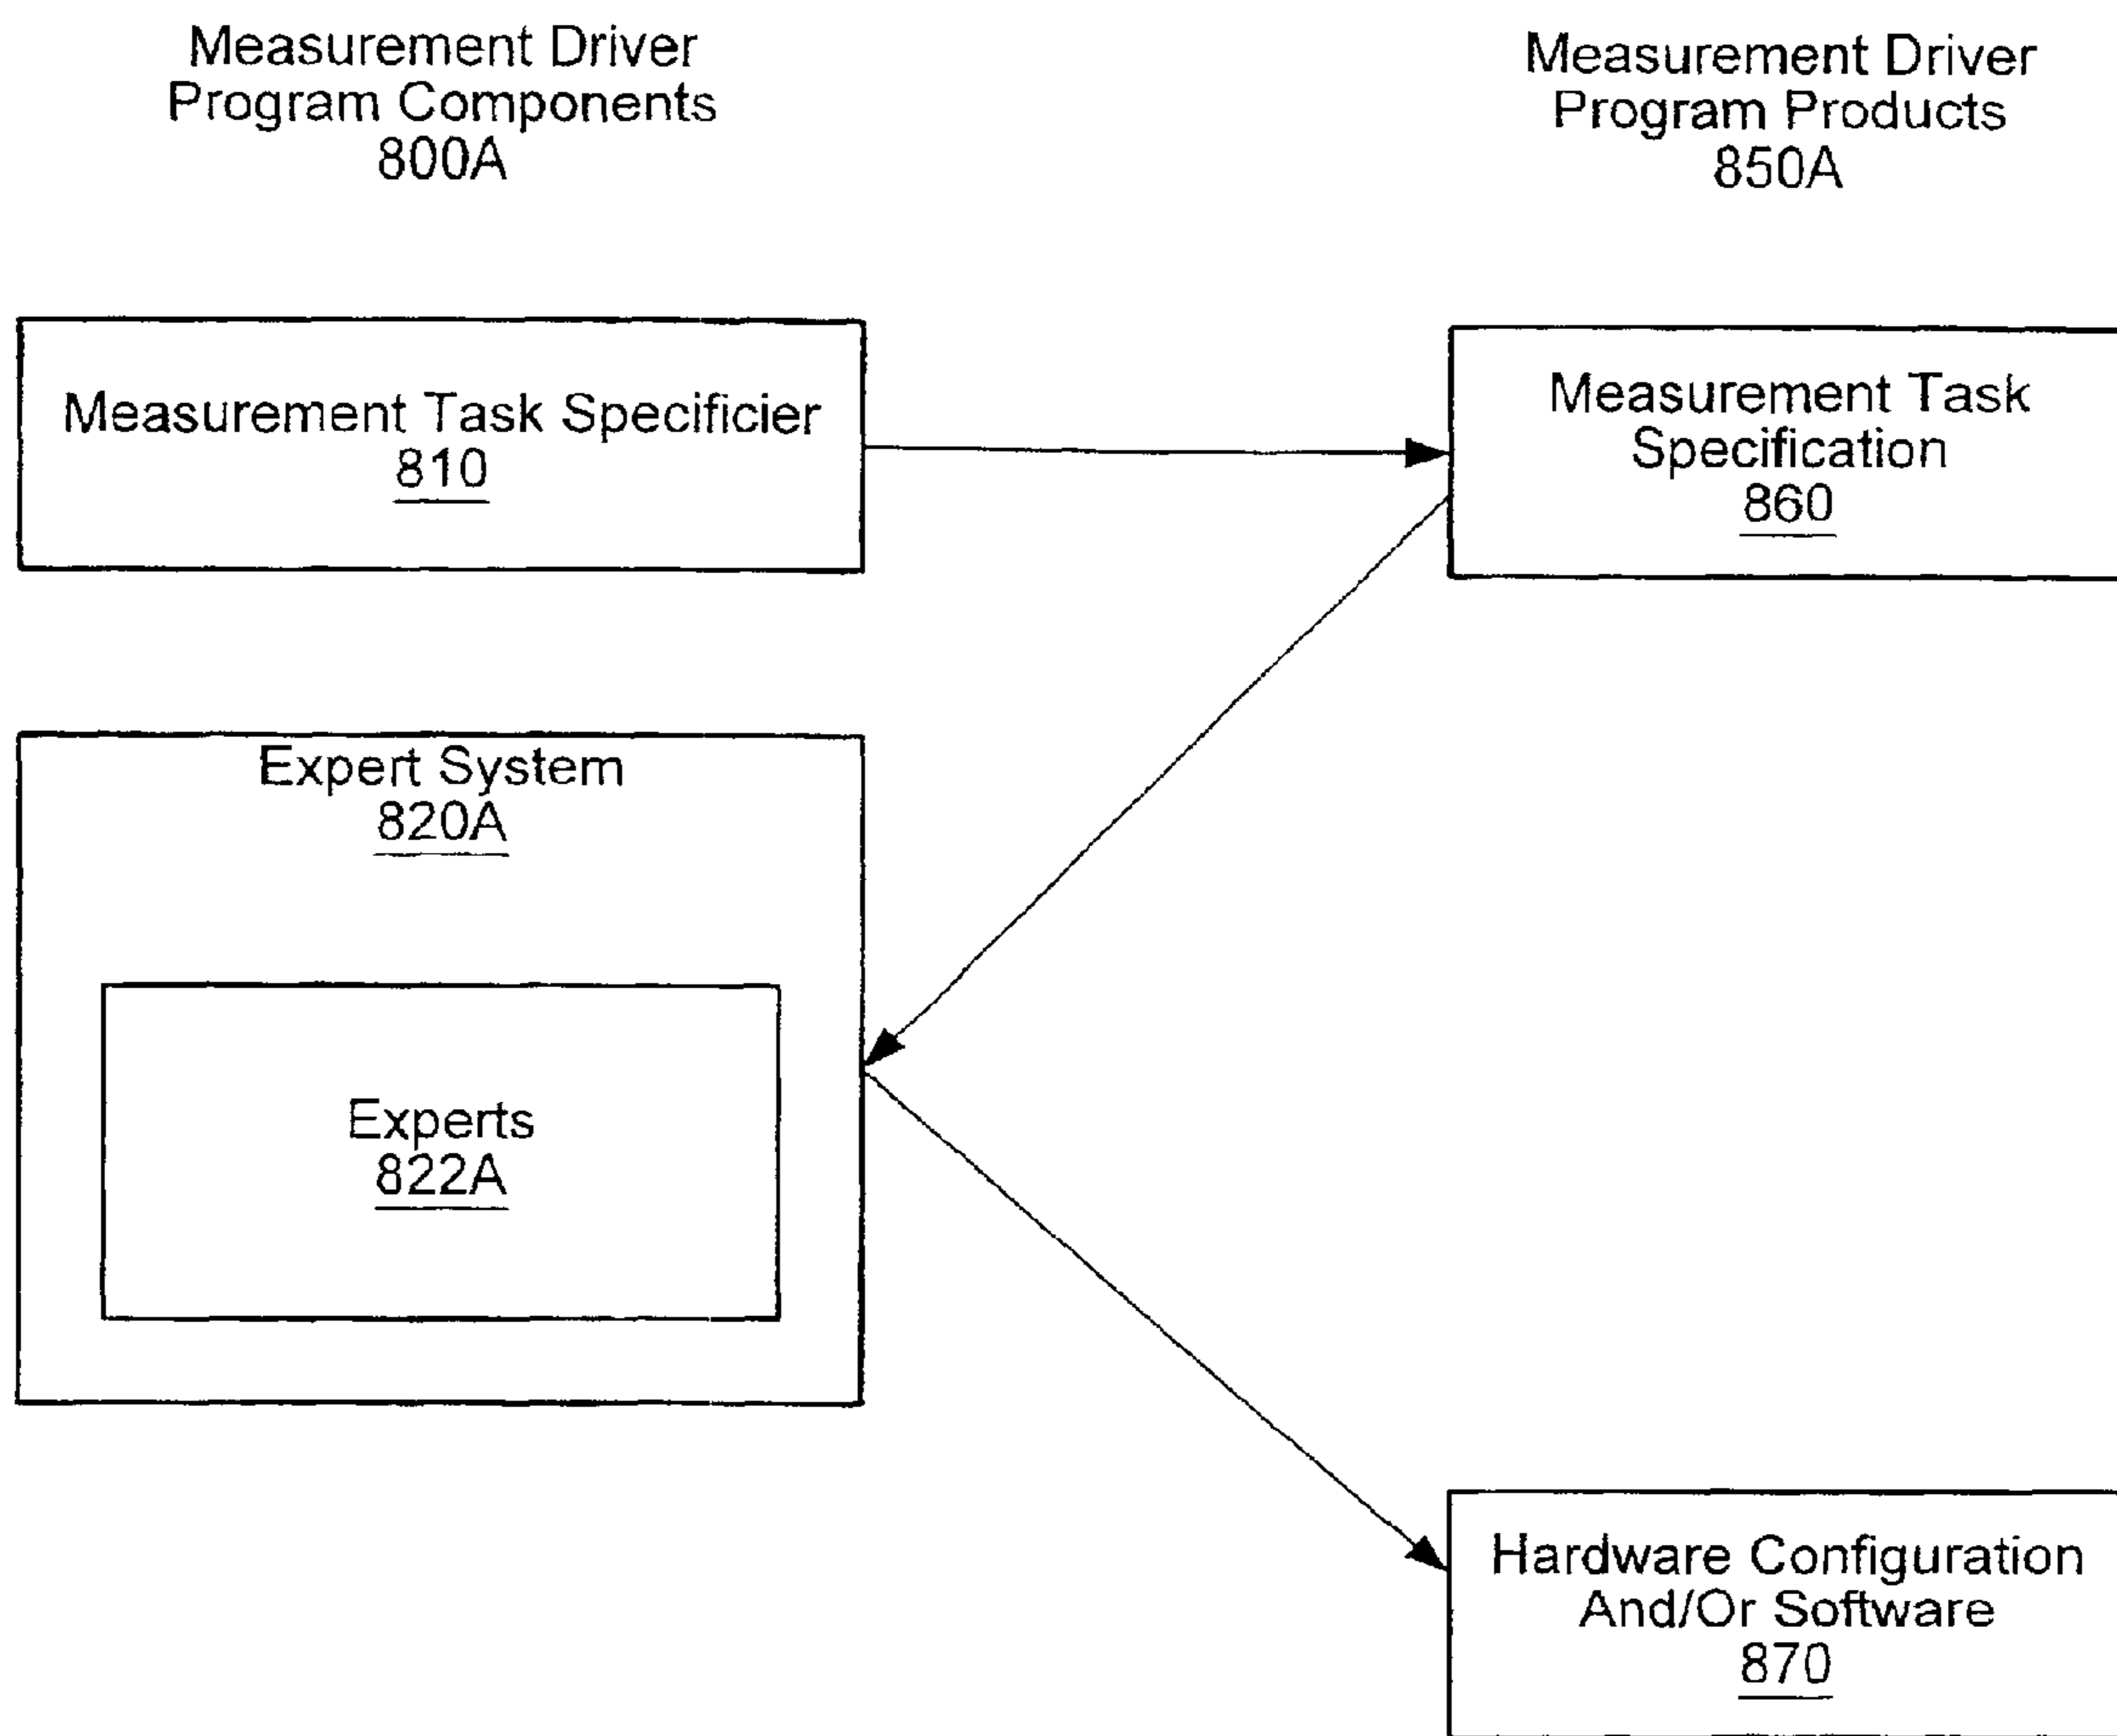 Measurement Driver
Program Components
800A
Measurement Driver
Program Products
850A
Measurement Task Specificier
810
Measurement Task
Specification
860
Expert System
820A
Experts
822A
Hardware Configuration
And/Or Software
870